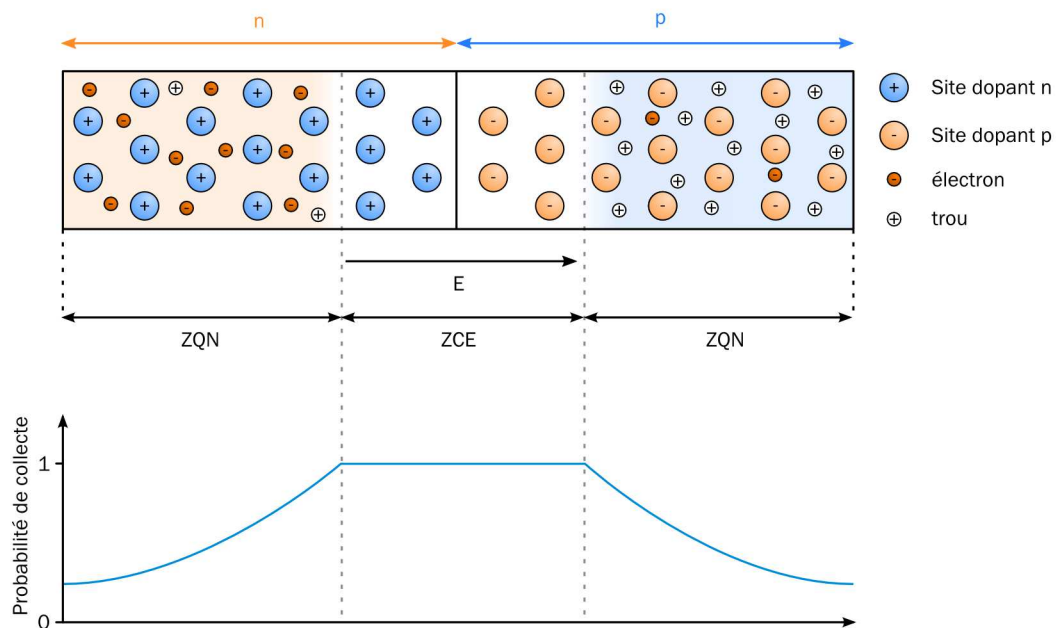 n
p
Site dopant n
Site dopant p
électron
trou
E
ZQN
ZCE
ZQN
Probabilité de collecte
1
0